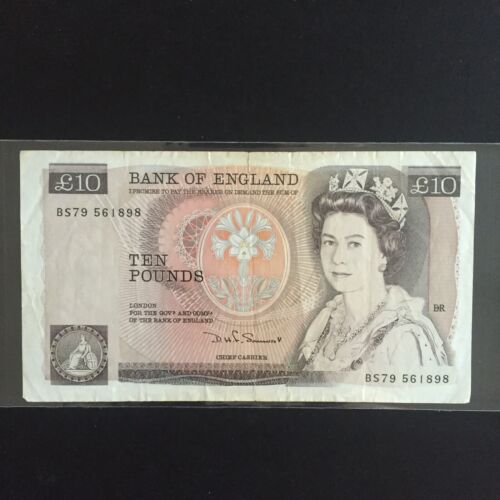 £10
BANK OF ENGLAND
£10
I PROMISE TO PAY THE BEARER ON DEMAND THE SUM OF
BS79 561898
TEN
POUNDS
LONDON
FOR THE GOVR AND COMPA
OF THE BANK OF ENGLAND
DR
CHIEF CASHIER
BS79 561898